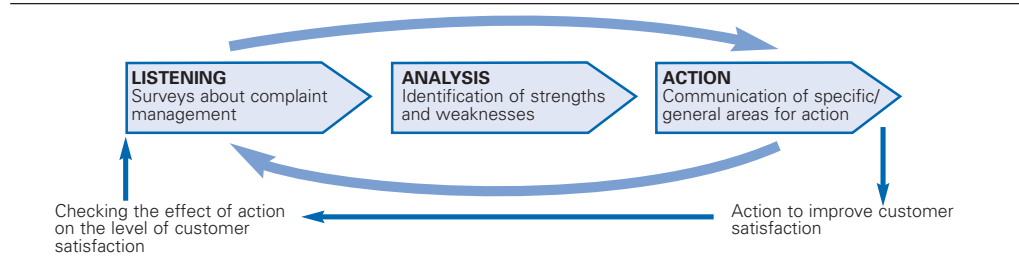 LISTENING
Surveys about complaint
management
ANALYSIS
Identification of strengths
and weaknesses
ACTION
Communication of specific/
general areas for action
Checking the effect of action
on the level of customer
satisfaction
Action to improve customer
satisfaction